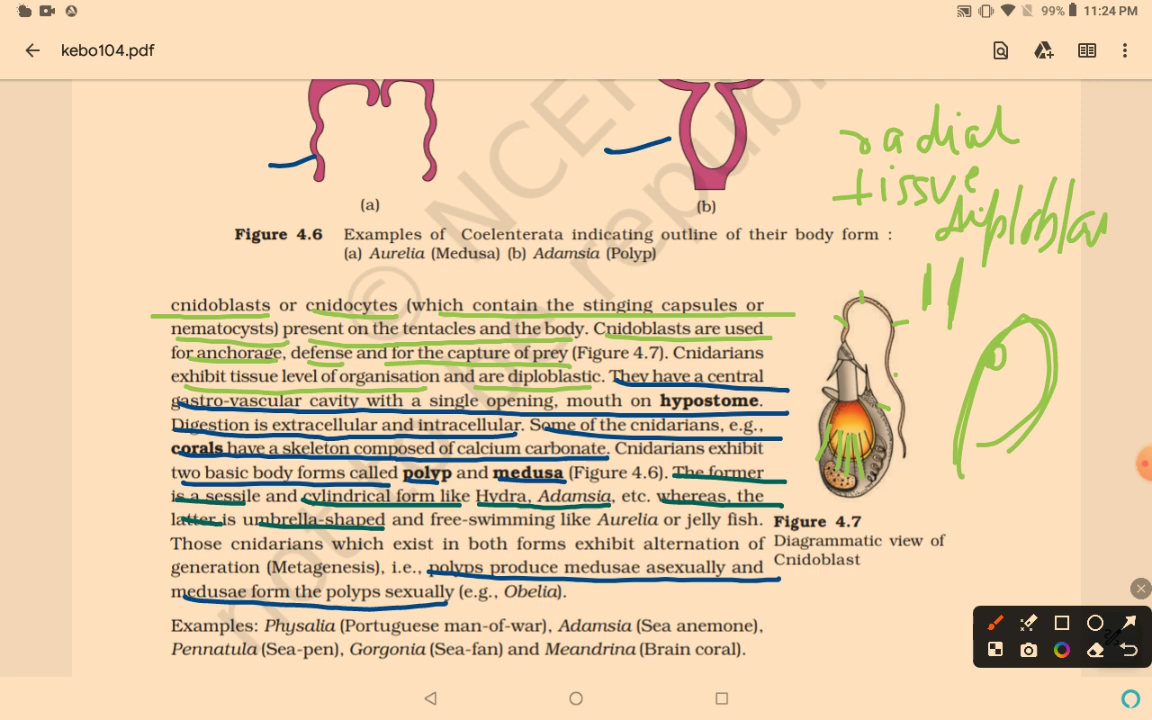 99% 11:24 PM
kebo104.pdf
© NCERT
not to be republished
radial
tissue
(a) (b)
Figure 4.6 Examples of Coelenterata indicating outline of their body form :
(a) Aurelia (Medusa) (b) Adamsia (Polyp)
cnidoblasts or cnidocytes (which contain the stinging capsules or
nematocysts) present on the tentacles and the body. Cnidoblasts are used
for anchorage, defense and for the capture of prey (Figure 4.7). Cnidarians
exhibit tissue level of organisation and are diploblastic. They have a central
gastro-vascular cavity with a single opening, mouth on hypostome.
Digestion is extracellular and intracellular. Some of the cnidarians, e.g.,
corals have a skeleton composed of calcium carbonate. Cnidarians exhibit
two basic body forms called polyp and medusa (Figure 4.6). The former
is a sessile and cylindrical form like Hydra, Adamsia, etc. whereas, the
latter is umbrella-shaped and free-swimming like Aurelia or jelly fish.
Those cnidarians which exist in both forms exhibit alternation of
generation (Metagenesis), i.e., polyps produce medusae asexually and
medusae form the polyps sexually (e.g., Obelia).
Examples: Physalia (Portuguese man-of-war), Adamsia (Sea anemone),
Pennatula (Sea-pen), Gorgonia (Sea-fan) and Meandrina (Brain coral).
Figure 4.7
Diagrammatic view of
Cnidoblast